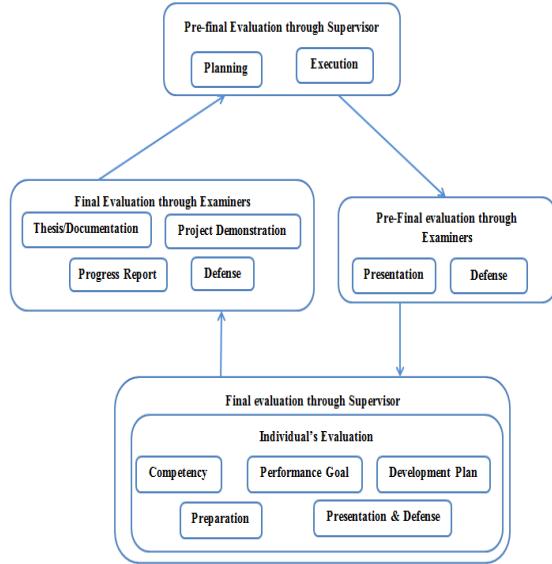 Pre-final Evaluation through Supervisor
Planning
Execution
Final Evaluation through Examiners
Thesis/Documentation
Project Demonstration
Progress Report
Defense
Pre-Final evaluation through
Examiners
Presentation
Defense
Final evaluation through Supervisor
Individual's Evaluation
Competency
Performance Goal
Development Plan
Preparation
Presentation & Defense